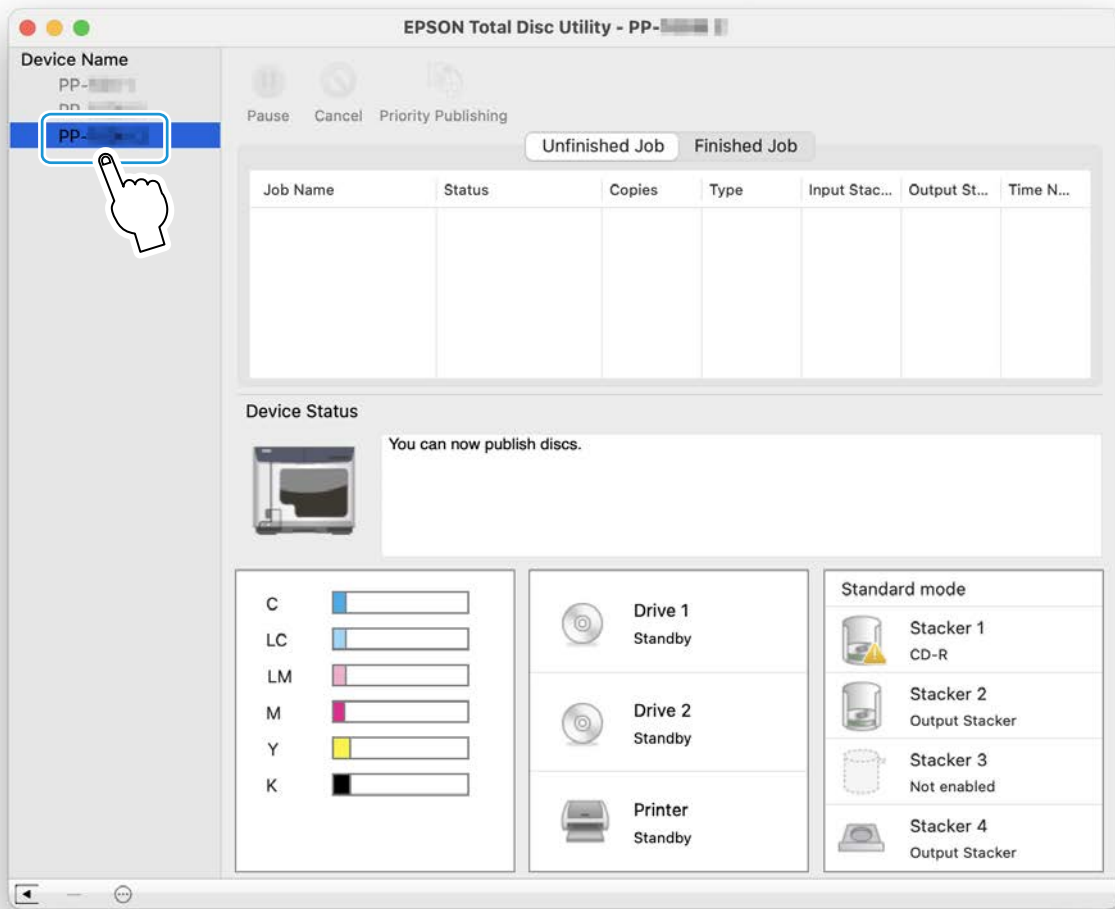 EPSON Total Disc Utility - PP-
Device Name
PP-
PP-
PP-
Pause Cancel Priority Publishing
Unfinished Job Finished Job
Job Name Status Copies Type Input Stac... Output St... Time N...
Device Status
You can now publish discs.
C
LC
LM
M
Y
K
Drive 1
Standby
Drive 2
Standby
Printer
Standby
Standard mode
Stacker 1
CD-R
Stacker 2
Output Stacker
Stacker 3
Not enabled
Stacker 4
Output Stacker